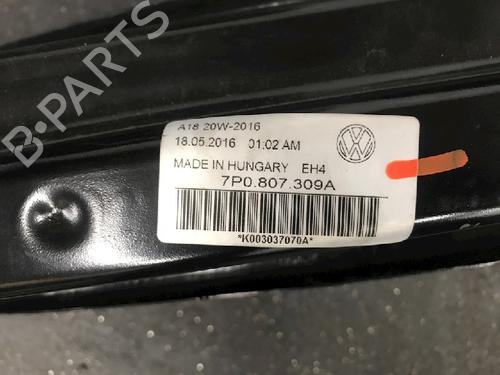 A18 20W-2016
18.05.2016 01.02 AM
MADE IN HUNGARY EH4
7P0.807.309A
*K003037070A*
B-PARTS